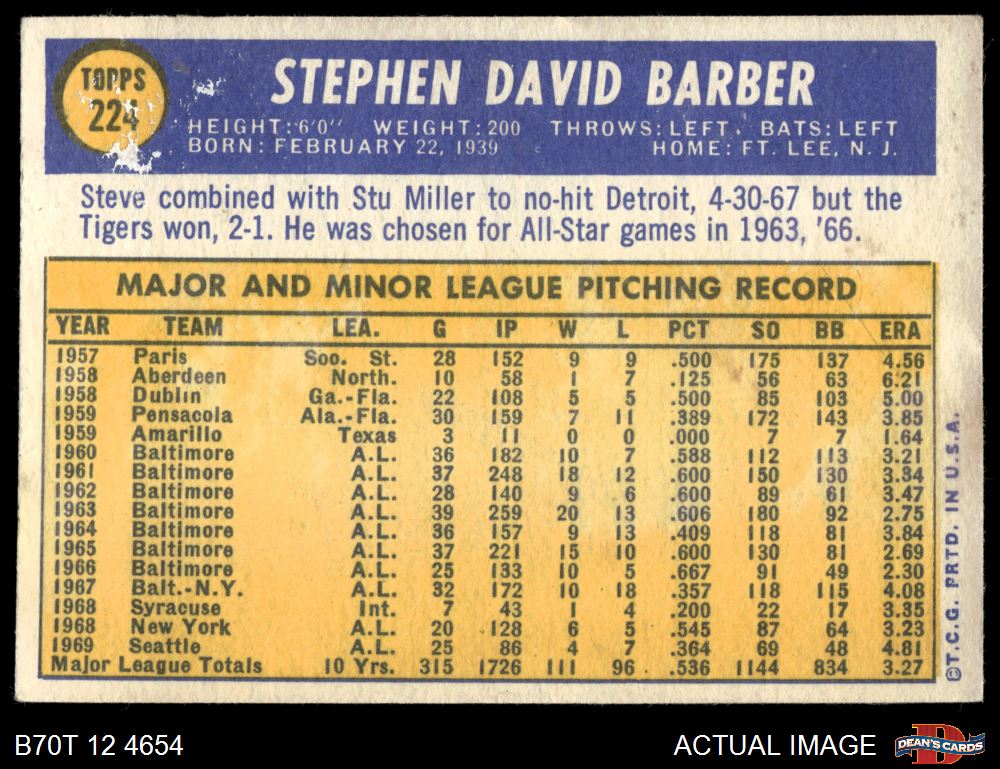 TOPPS
224
STEPHEN DAVID BARBER
HEIGHT: 6'0" WEIGHT: 200 THROWS: LEFT. BATS: LEFT
BORN: FEBRUARY 22, 1939 HOME: FT. LEE, N. J.
Steve combined with Stu Miller to no-hit Detroit, 4-30-67 but the
Tigers won, 2-1. He was chosen for All-Star games in 1963, '66.
MAJOR AND MINOR LEAGUE PITCHING RECORD
YEAR TEAM LEA. G IP W L PCT SO BB ERA
1957 Paris Soo. St. 28 152 9 9 .500 175 137 4.56
1958 Aberdeen North. 10 58 1 7 .125 56 63 6.21
1958 Dublin Ga.-Fla. 22 108 5 5 .500 85 103 5.00
1959 Pensacola Ala.-Fla. 30 159 7 11 .389 172 143 3.85
1959 Amarillo Texas 3 11 0 0 .000 7 7 1.64
1960 Baltimore A.L. 36 182 10 7 .588 112 113 3.21
1961 Baltimore A.L. 37 248 18 12 .600 150 130 3.34
1962 Baltimore A.L. 28 140 9 6 .600 89 61 3.47
1963 Baltimore A.L. 39 259 20 13 .606 180 92 2.75
1964 Baltimore A.L. 36 157 9 13 .409 118 81 3.84
1965 Baltimore A.L. 37 221 15 10 .600 130 81 2.69
1966 Baltimore A.L. 25 133 10 5 .667 91 49 2.30
1967 Balt.-N.Y. A.L. 32 172 10 18 .357 118 115 4.08
1968 Syracuse Int. 7 43 1 4 .200 22 17 3.35
1968 New York A.L. 20 128 6 5 .545 87 64 3.23
1969 Seattle A.L. 25 86 4 7 .364 69 48 4.81
Major League Totals 10 Yrs. 315 1726 111 96 .536 1144 834 3.27
©T.C.G. PRTD. IN U.S.A.
B70T 12 4654
ACTUAL IMAGE
D
DEAN'S CARDS